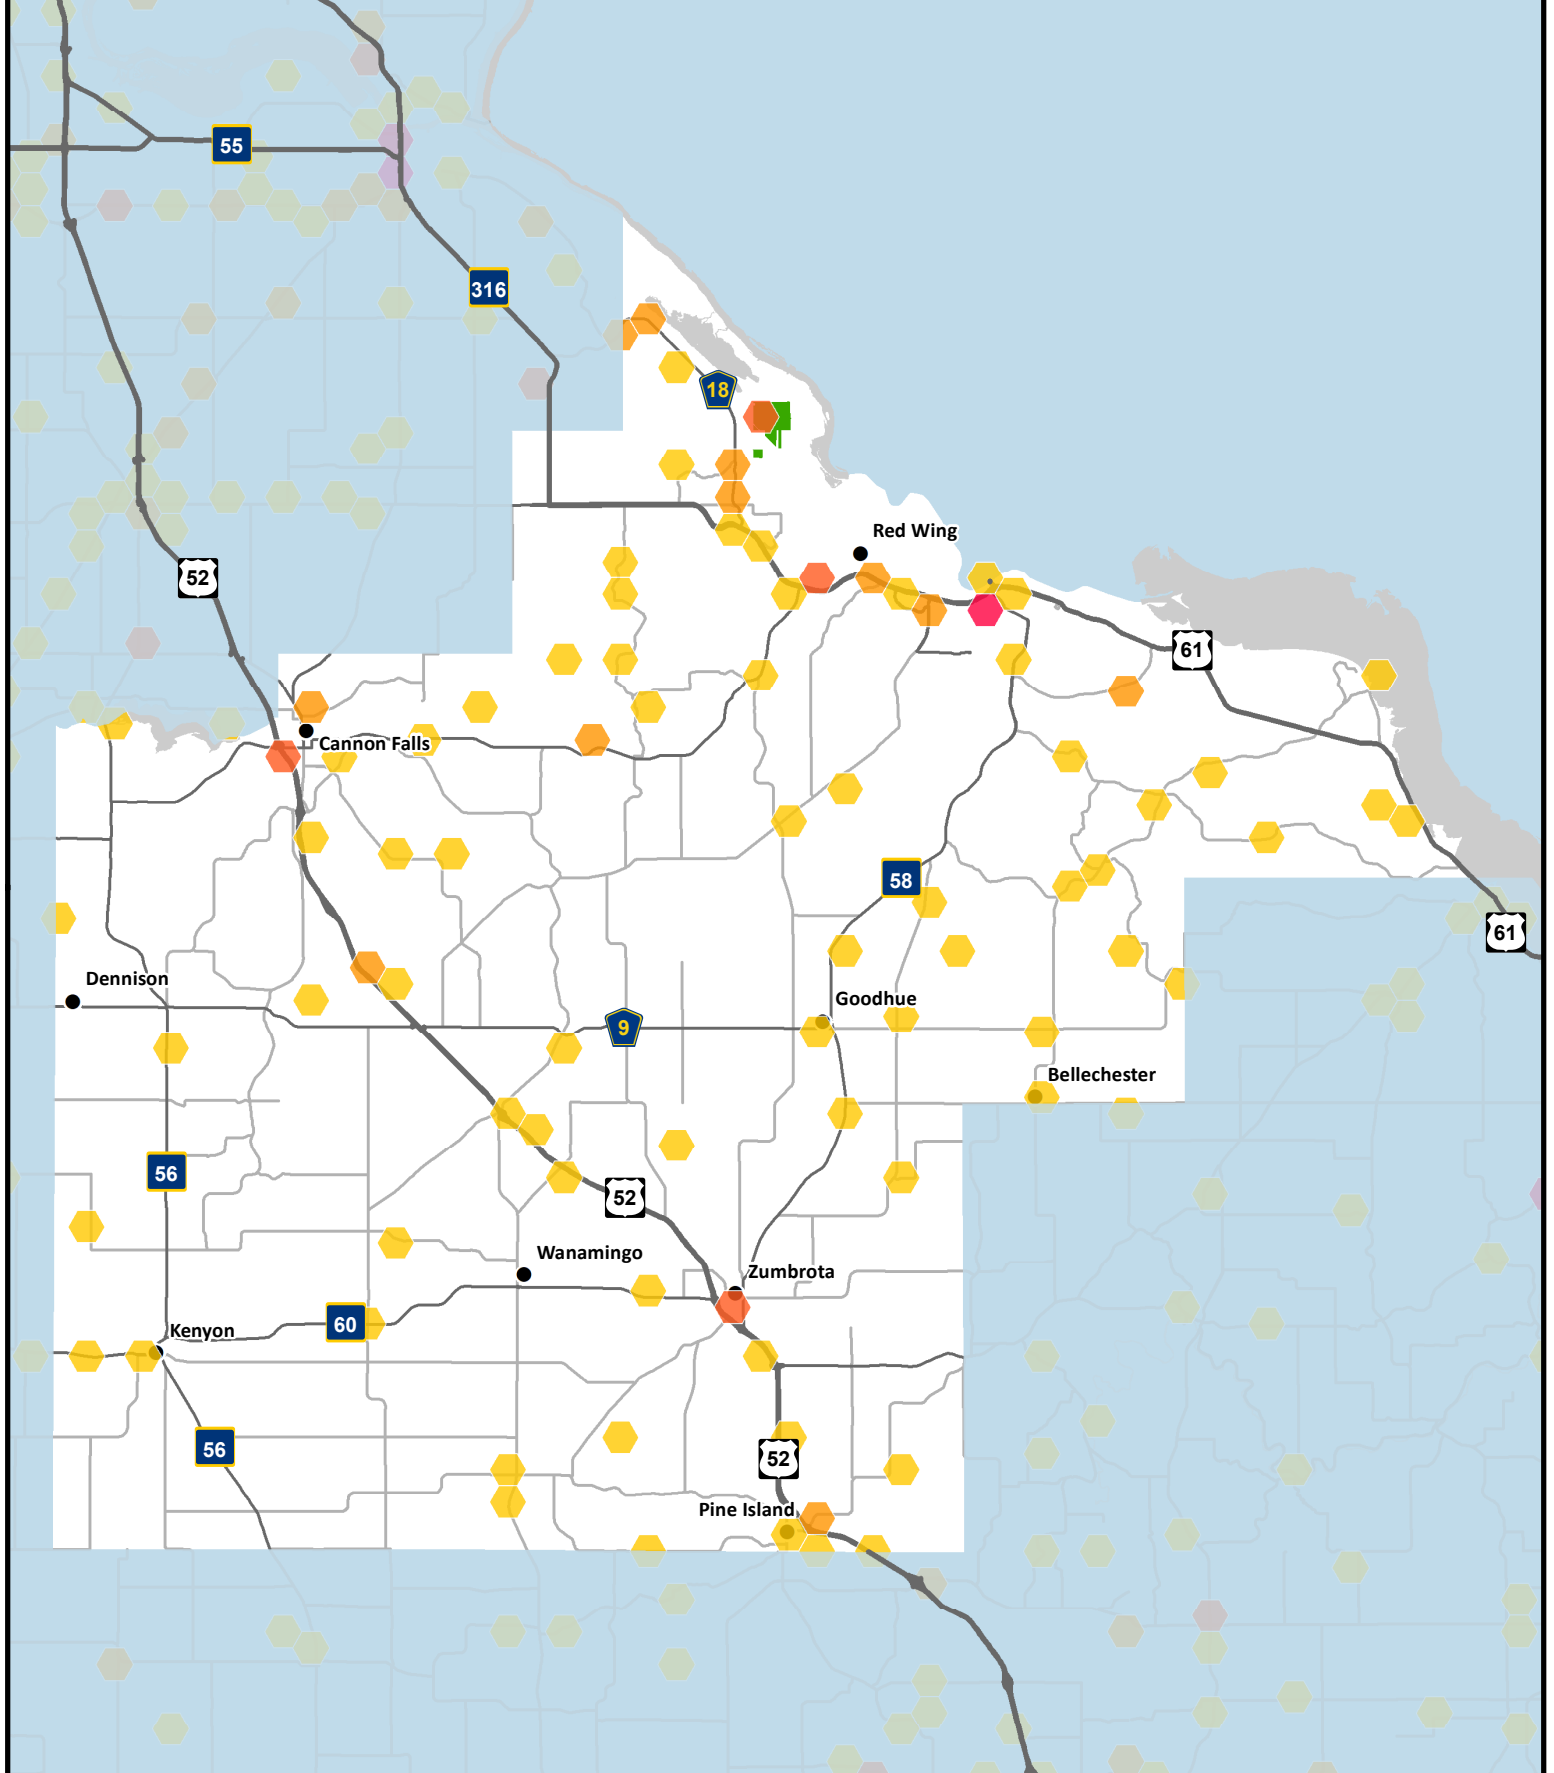 55
316
18
Red Wing
52
61
Cannon Falls
58
61
Dennison
Goodhue
9
Bellechester
56
52
Wanamingo
Zumbrota
60
Kenyon
56
52
Pine Island